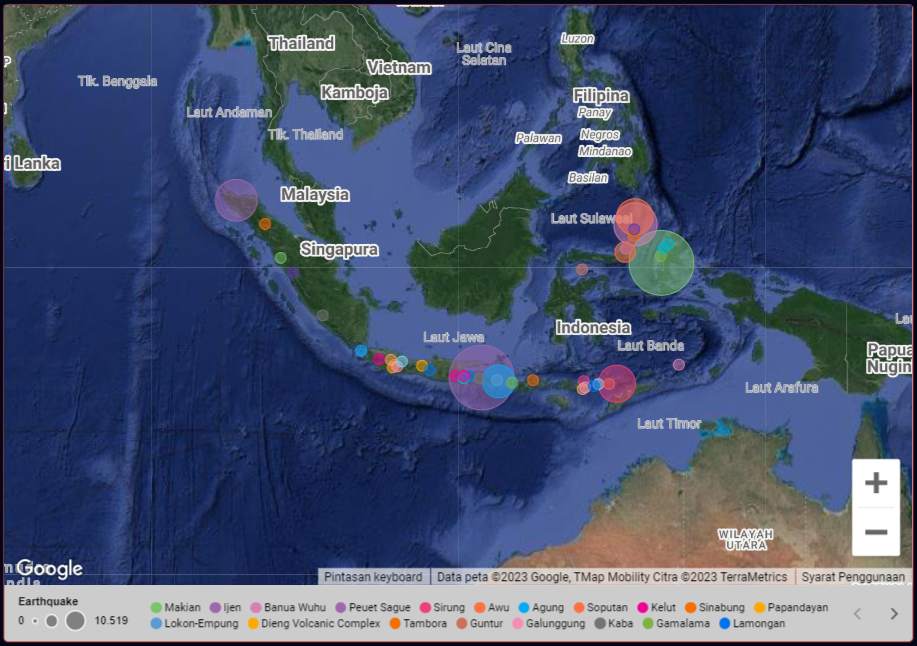 Thailand
Luzon
Laut Cina
Selatan
Vietnam
Tlk. Benggala
Kamboja
Filipina
Laut Andaman
Panay
Tlk. Thailand
Palawan
Negros
Mindanao
i Lanka
Basilan
Malaysia
Laut Sulawesi
Singapura
Indonesia
Laut Jawa
Laut Banda
Papua
Nugin
Laut Arafura
Laut Timor
+
WILAYAH
UTARA
−
Google
Pintasan keyboard
Data peta ©2023 Google, TMap Mobility Citra ©2023 TerraMetrics
Syarat Penggunaan
Earthquake
0 10.519
Makian Ijen Banua Wuhu Peuet Sague Sirung Awu Agung Soputan Kelut Sinabung Papandayan
Lokon-Empung Dieng Volcanic Complex Tambora Guntur Galunggung Kaba Gamalama Lamongan